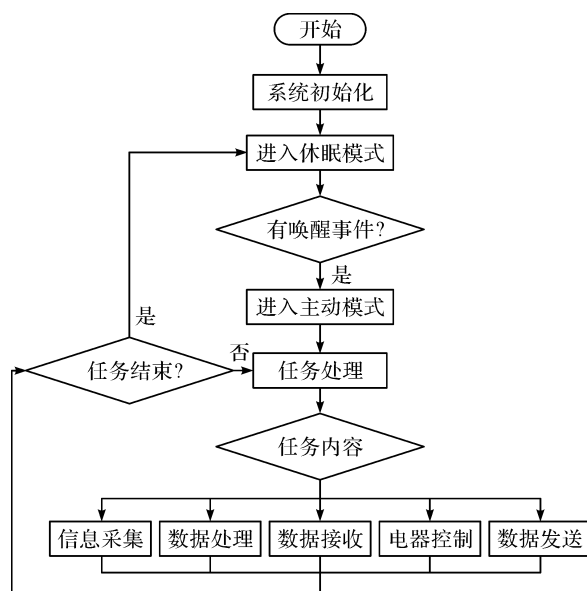 开始
系统初始化
进入休眠模式
有唤醒事件?
是
进入主动模式
是
任务结束?
否
任务处理
任务内容
信息采集
数据处理
数据接收
电器控制
数据发送